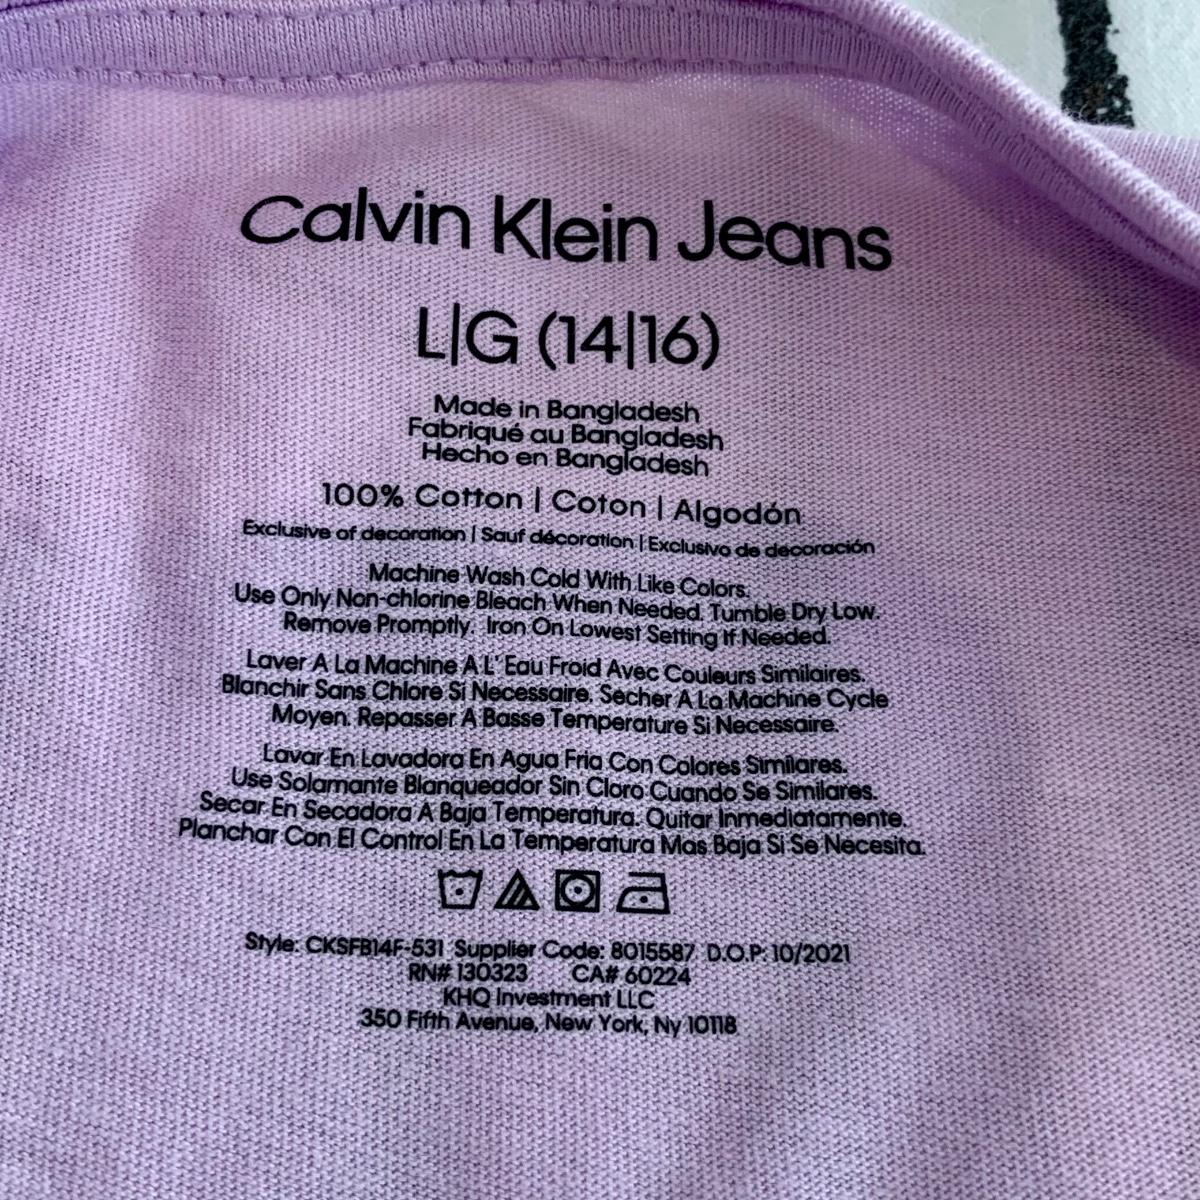 Calvin Klein Jeans
L|G (14|16)
Made in Bangladesh
Fabriqué au Bangladesh
Hecho en Bangladesh
100% Cotton | Coton | Algodón
Exclusive of decoration | Sauf décoration | Exclusivo de decoración
Machine Wash Cold With Like Colors.
Use Only Non-chlorine Bleach When Needed. Tumble Dry Low.
Remove Promptly. Iron On Lowest Setting If Needed.
Laver A La Machine A L' Eau Froid Avec Couleurs Similaires.
Blanchir Sans Chlore Si Necessaire. Secher A La Machine Cycle
Moyen. Repasser A Basse Temperature Si Necessaire.
Lavar En Lavadora En Agua Fria Con Colores Similares.
Use Solamante Blanqueador Sin Cloro Cuando Se Similares.
Secar En Secadora A Baja Temperatura. Quitar Inmediatamente.
Planchar Con El Control En La Temperatura Mas Baja Si Se Necesita.
Style: CKSFB14F-531 Supplier Code: 8015587 D.O.P: 10/2021
RN# 130323 CA# 60224
KHQ Investment LLC
350 Fifth Avenue, New York, Ny 10118